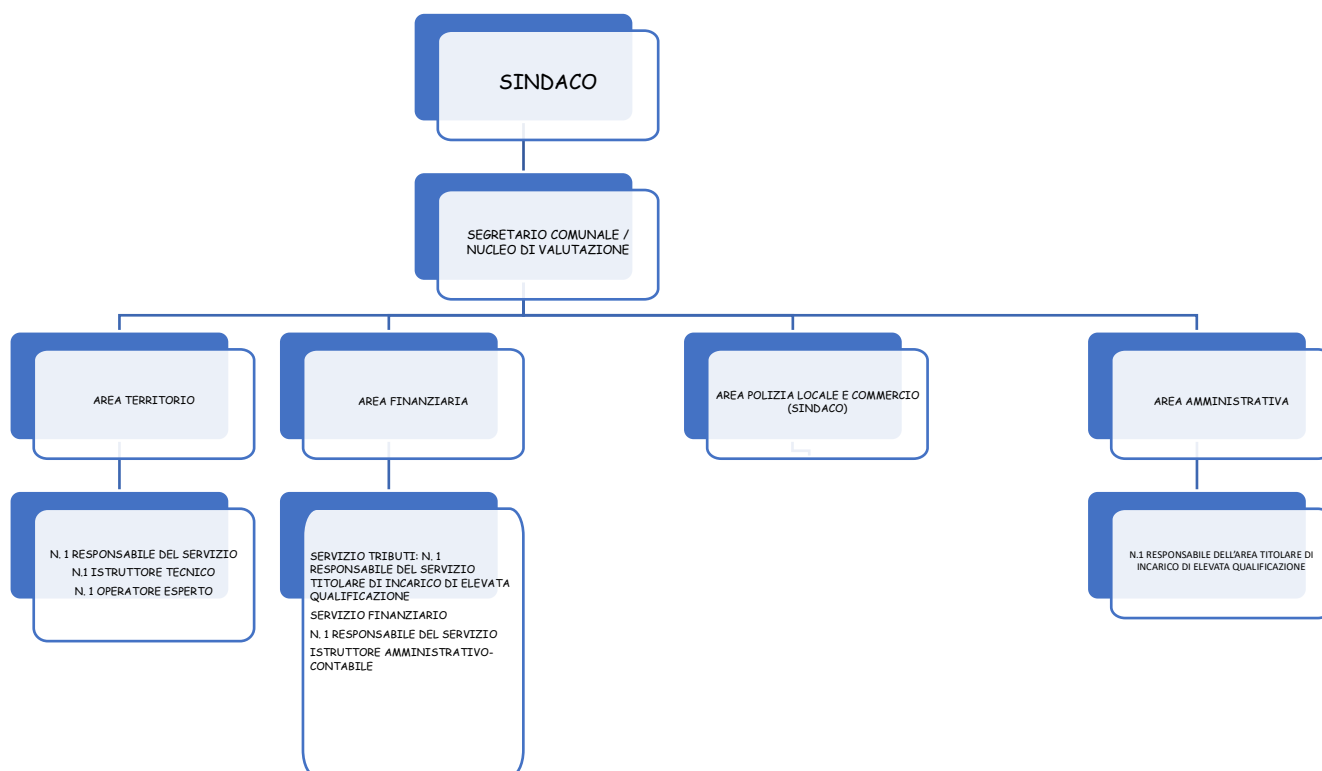 SINDACO
SEGRETARIO COMUNALE /
NUCLEO DI VALUTAZIONE
AREA TERRITORIO
AREA FINANZIARIA
AREA POLIZIA LOCALE E COMMERCIO
(SINDACO)
AREA AMMINISTRATIVA
N. 1 RESPONSABILE DEL SERVIZIO
N.1 ISTRUTTORE TECNICO
N. 1 OPERATORE ESPERTO
SERVIZIO TRIBUTI: N. 1
RESPONSABILE DEL SERVIZIO
TITOLARE DI INCARICO DI ELEVATA
QUALIFICAZIONE
SERVIZIO FINANZIARIO
N. 1 RESPONSABILE DEL SERVIZIO
ISTRUTTORE AMMINISTRATIVO-
CONTABILE
N.1 RESPONSABILE DELL'AREA TITOLARE DI
INCARICO DI ELEVATA QUALIFICAZIONE